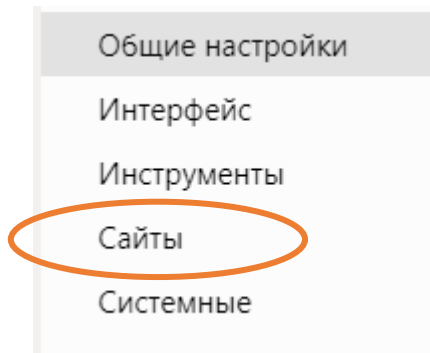 Общие настройки
Интерфейс
Инструменты
Сайты
Системные